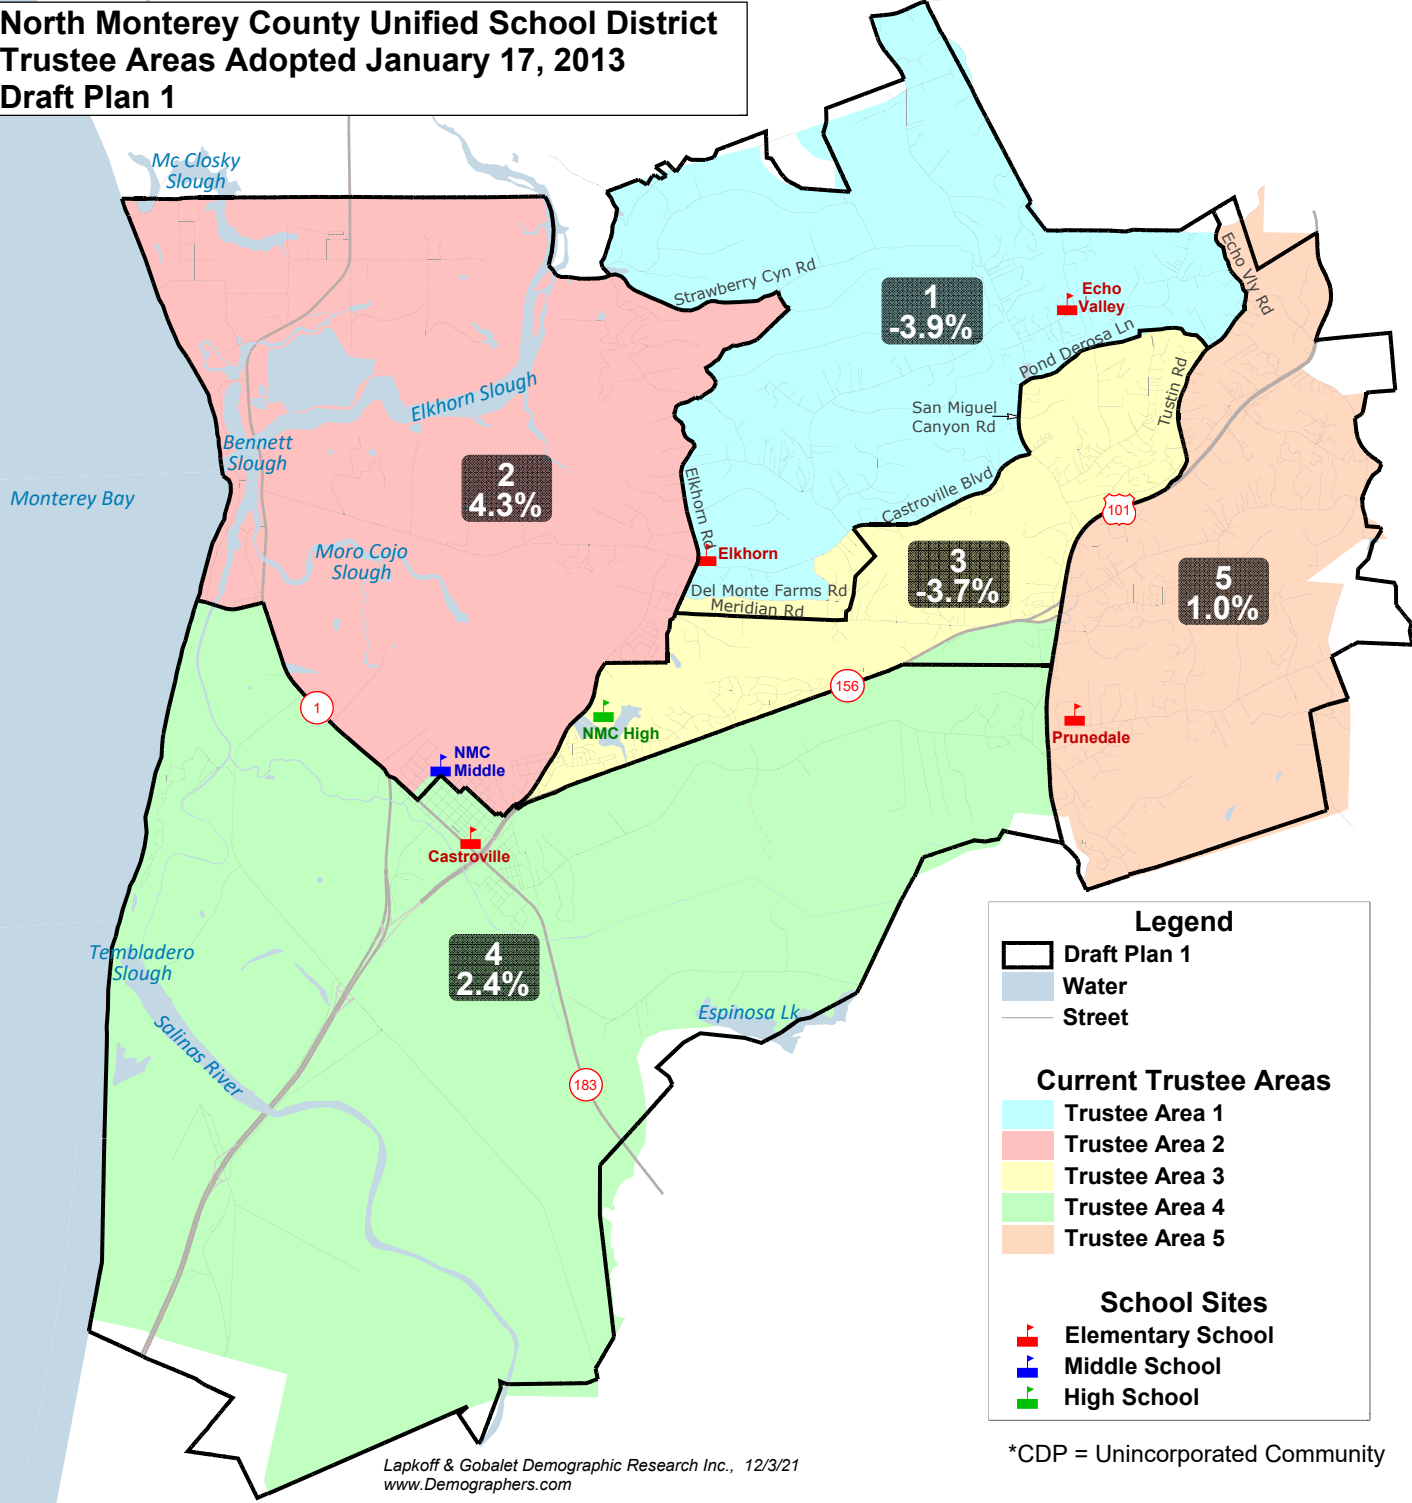 North Monterey County Unified School District
Trustee Areas Adopted January 17, 2013
Draft Plan 1
Mc Closky
Slough
Strawberry Cyn Rd
Echo Vly Rd
1
-3.9%
Echo
Valley
Pond Derosa Ln
Tustin Rd
Elkhorn Slough
San Miguel
Canyon Rd
Bennett
Slough
2
4.3%
Monterey Bay
Elkhorn Rd
Castroville Blvd
101
Moro Cojo
Slough
Elkhorn
3
-3.7%
5
1.0%
Del Monte Farms Rd
Meridian Rd
156
1
NMC High
Prunedale
NMC
Middle
Castroville
Tembladero
Slough
4
2.4%
Espinosa Lk
Salinas River
183
Legend
Draft Plan 1
Water
Street
Current Trustee Areas
Trustee Area 1
Trustee Area 2
Trustee Area 3
Trustee Area 4
Trustee Area 5
School Sites
Elementary School
Middle School
High School
*CDP = Unincorporated Community
Lapkoff & Gobalet Demographic Research Inc., 12/3/21
www.Demographers.com